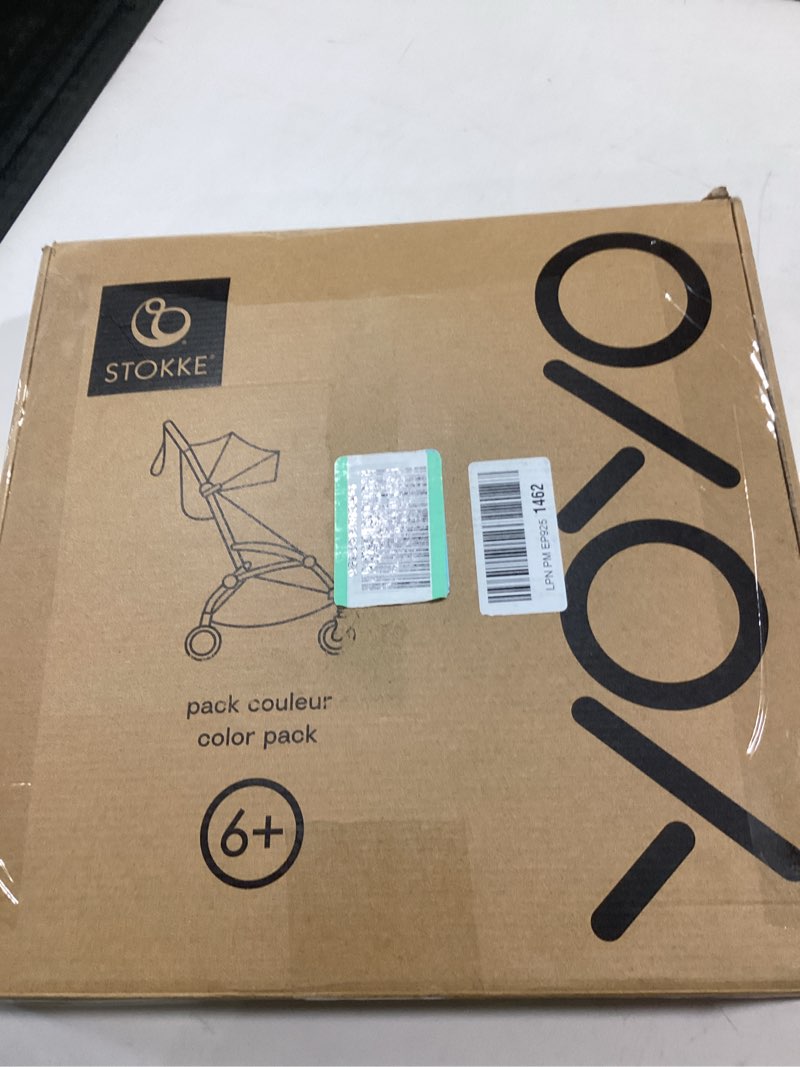 STOKKE®
YOYO
LPN PM EP925 1462
pack couleur
color pack
6+